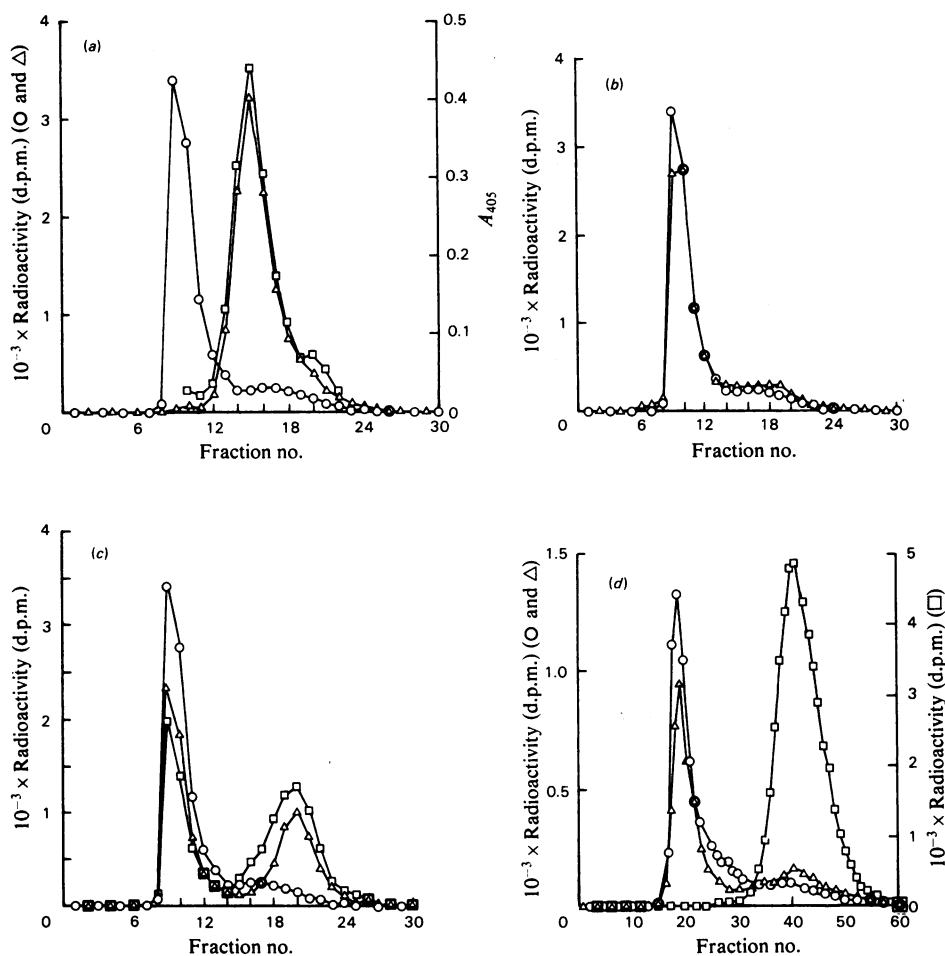 (a)
10⁻³ × Radioactivity (d.p.m.) (O and △)
4
3
2
1
0
0.5
0.4
0.3
0.2
0.1
0
A₄₀₅
6 12 18 24 30
Fraction no.
(b)
10⁻³ × Radioactivity (d.p.m.)
4
3
2
1
0
6 12 18 24 30
Fraction no.
(c)
10⁻³ × Radioactivity (d.p.m.)
4
3
2
1
0
6 12 18 24 30
Fraction no.
(d)
10⁻³ × Radioactivity (d.p.m.) (O and △)
1.5
1.0
0.5
0
5
4
3
2
1
0
10⁻³ × Radioactivity (d.p.m.) (□)
10 20 30 40 50 60
Fraction no.